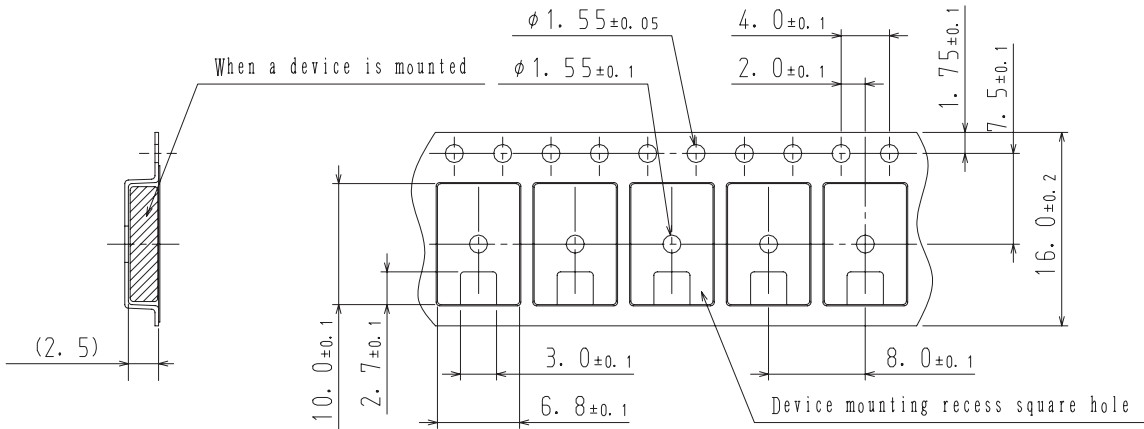 φ1.55±0.05
4.0±0.1
When a device is mounted
φ1.55±0.1
2.0±0.1
1.75±0.1
7.5±0.1
16.0±0.2
(2.5)
10.0±0.1
2.7±0.1
3.0±0.1
8.0±0.1
6.8±0.1
Device mounting recess square hole